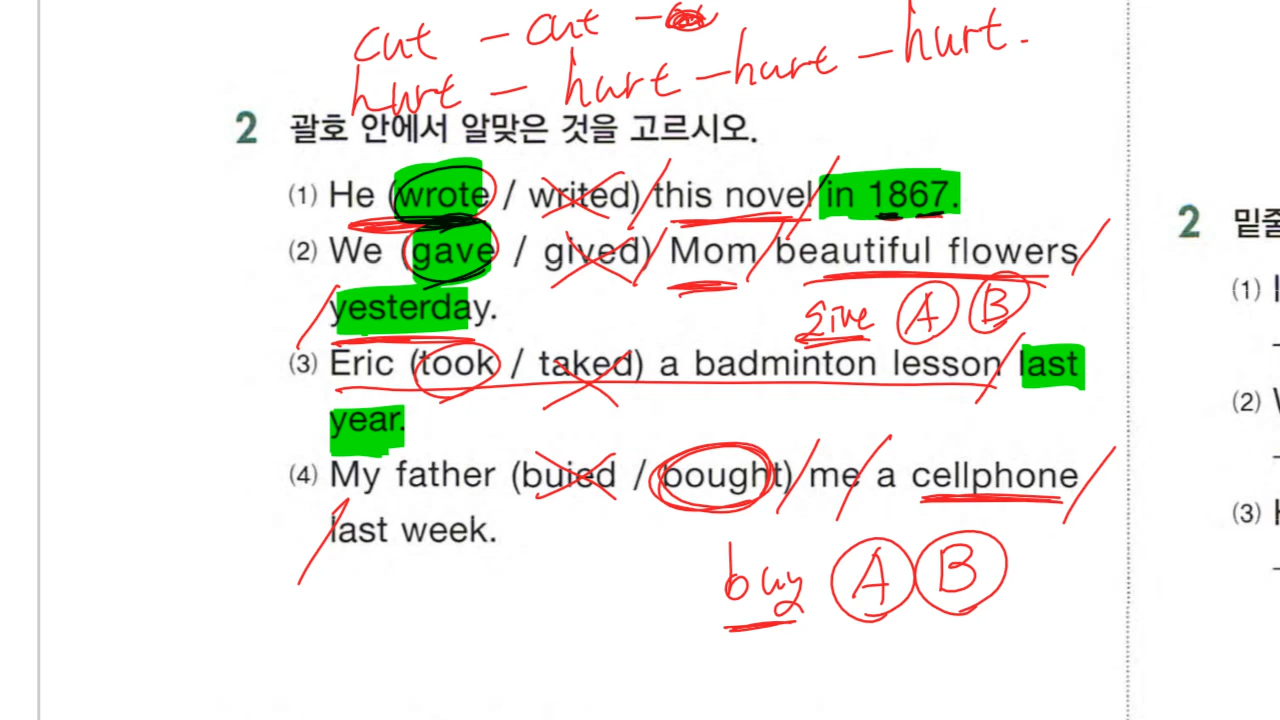 cut - cut -
hurt - hurt - hurt - hurt.
2 괄호 안에서 알맞은 것을 고르시오.
(1) He (wrote / writed) this novel in 1867.
(2) We (gave / gived) Mom beautiful flowers
yesterday.
give A B
(3) Eric (took / taked) a badminton lesson last
year.
(4) My father (buied / bought) me a cellphone
last week.
buy A B
2 밑줄
(1)
(2)
(3)